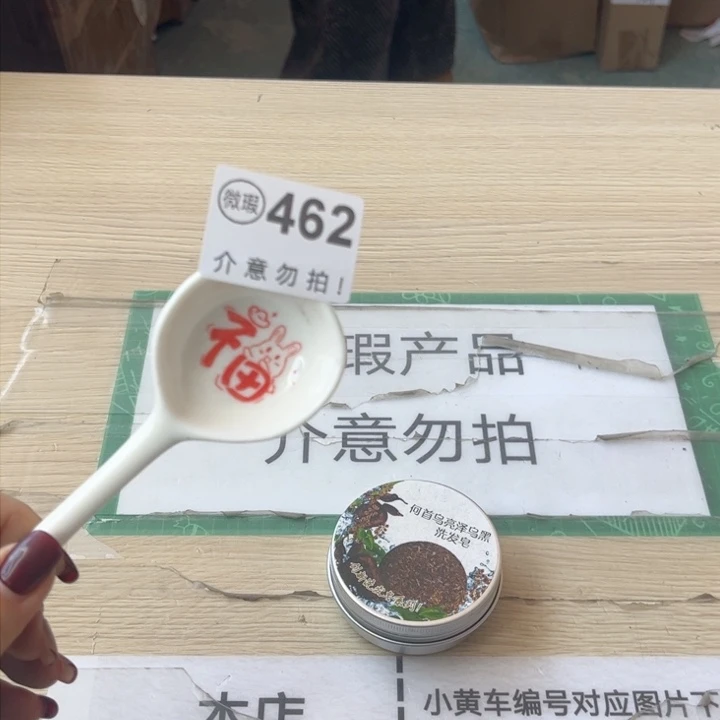 微瑕 462
介意勿拍!
福
瑕产品
介意勿拍
何首乌亮泽乌黑
洗发皂
本店
小黄车编号对应图片不